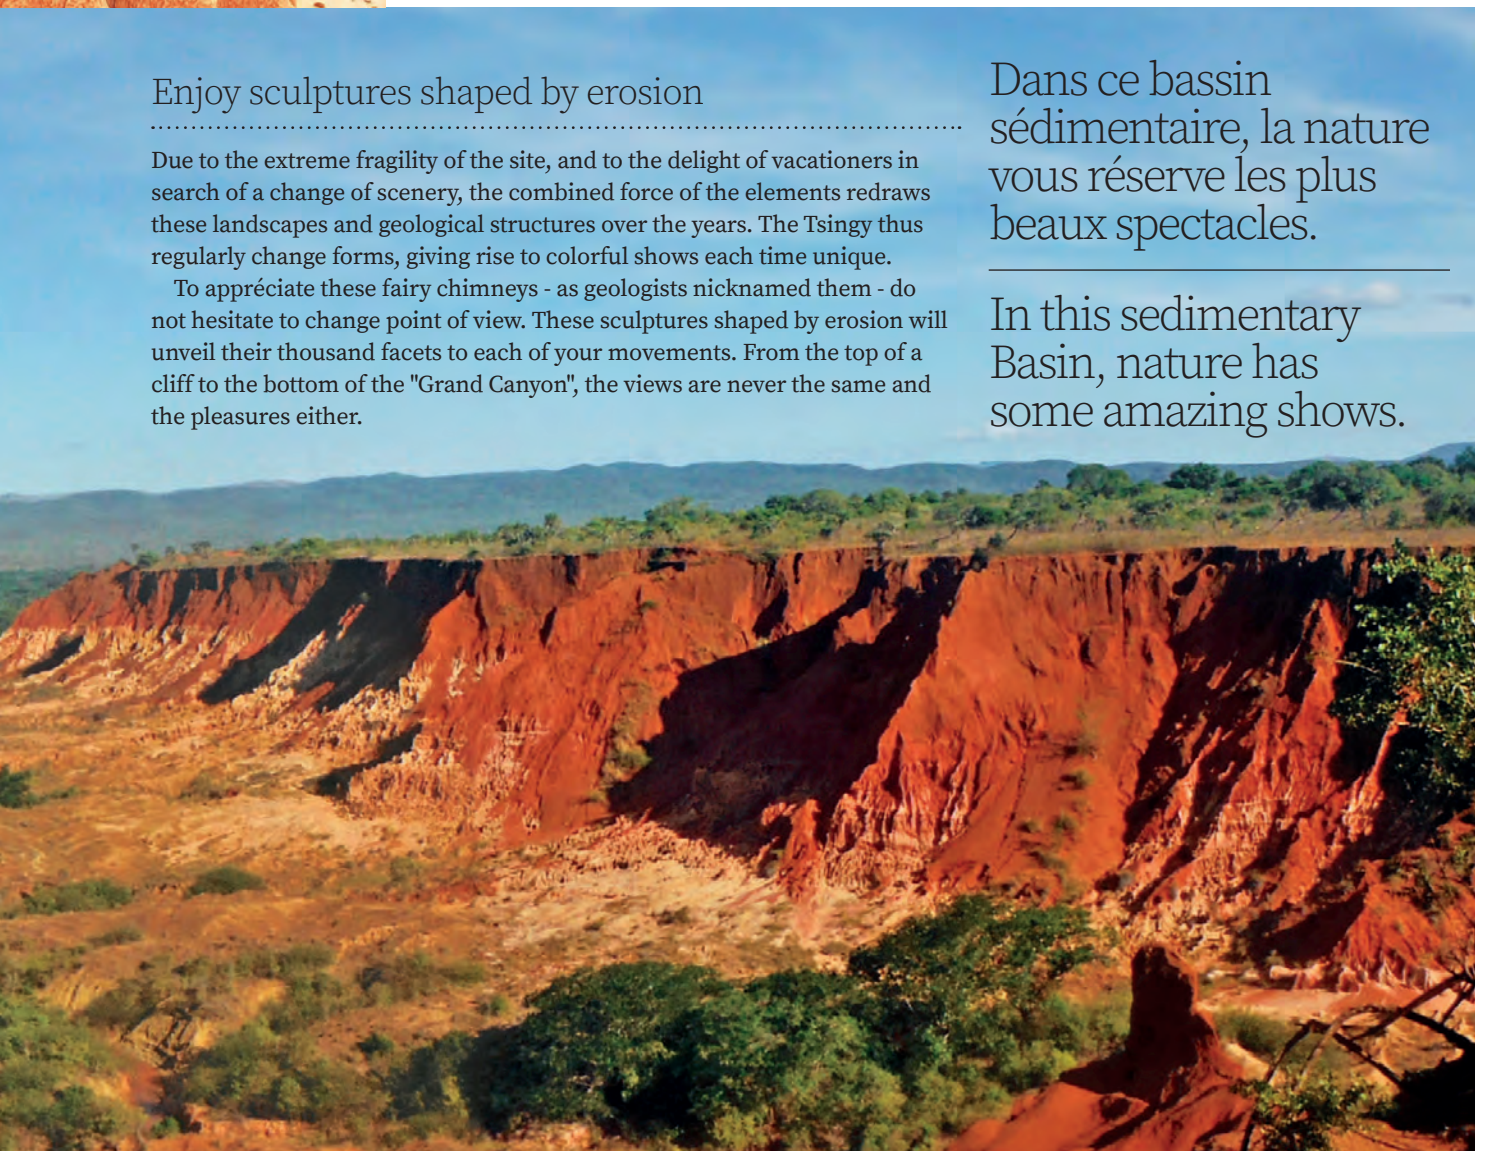 Enjoy sculptures shaped by erosion
Due to the extreme fragility of the site, and to the delight of vacationers in
search of a change of scenery, the combined force of the elements redraws
these landscapes and geological structures over the years. The Tsingy thus
regularly change forms, giving rise to colorful shows each time unique.
To appréciate these fairy chimneys - as geologists nicknamed them - do
not hesitate to change point of view. These sculptures shaped by erosion will
unveil their thousand facets to each of your movements. From the top of a
cliff to the bottom of the "Grand Canyon", the views are never the same and
the pleasures either.
Dans ce bassin
sédimentaire, la nature
vous réserve les plus
beaux spectacles.
In this sedimentary
Basin, nature has
some amazing shows.